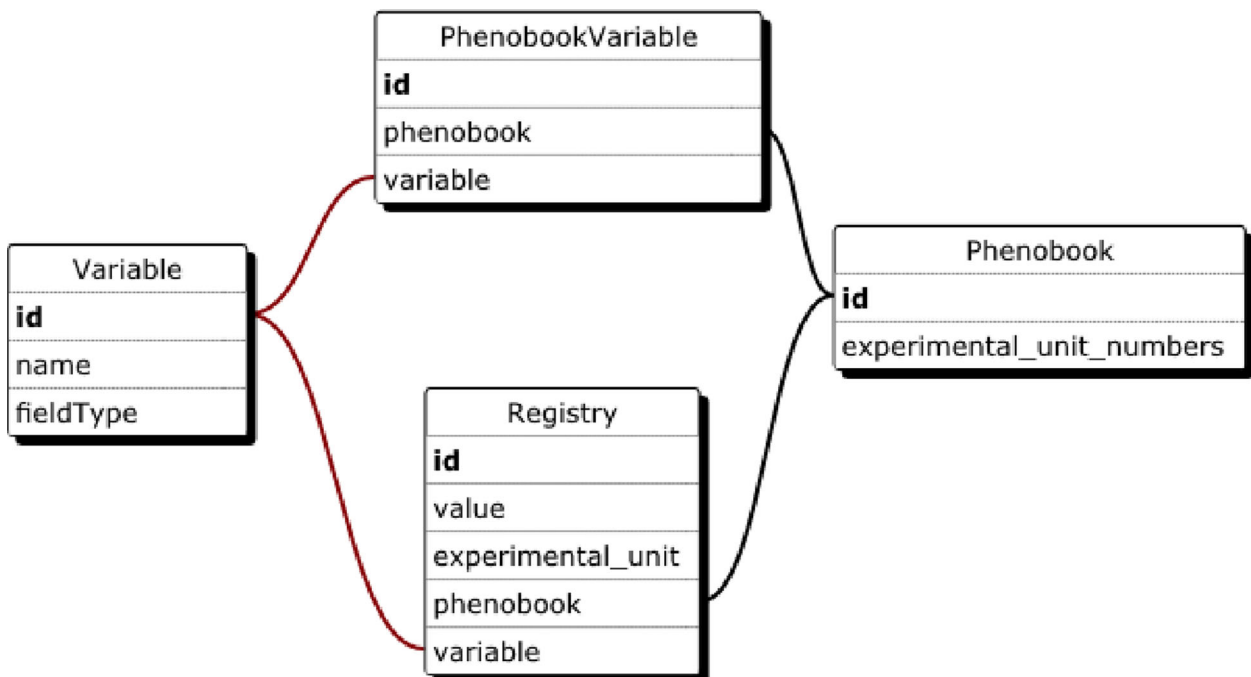 PhenobookVariable
id
phenobook
variable
Variable
id
name
fieldType
Phenobook
id
experimental_unit_numbers
Registry
id
value
experimental_unit
phenobook
variable